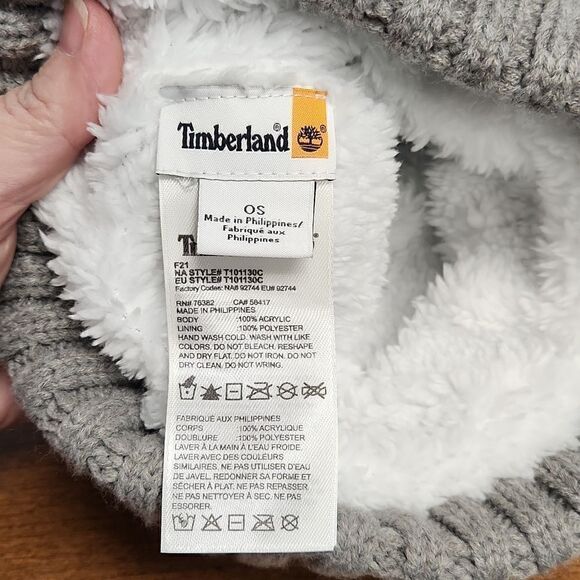 Timberland®
OS
Made in Philippines/
Fabriqué aux
Philippines
F21
NA STYLE# T101130C
EU STYLE# T101130C
Factory Codes: NA# 92744 EU# 92744
RN# 76382 CA# 58417
MADE IN PHILIPPINES
BODY :100% ACRYLIC
LINING :100% POLYESTER
HAND WASH COLD. WASH WITH LIKE
COLORS. DO NOT BLEACH. RESHAPE
AND DRY FLAT. DO NOT IRON. DO NOT
DRY CLEAN. DO NOT WRING.
FABRIQUÉ AUX PHILIPPINES
CORPS :100% ACRYLIQUE
DOUBLURE :100% POLYESTER
LAVER À LA MAIN À L'EAU FROIDE.
LAVER AVEC DES COULEURS
SIMILAIRES. NE PAS UTILISER D'EAU
DE JAVEL. REDONNER SA FORME ET
SÉCHER À PLAT. NE PAS REPASSER.
NE PAS NETTOYER À SEC. NE PAS
ESSORER.